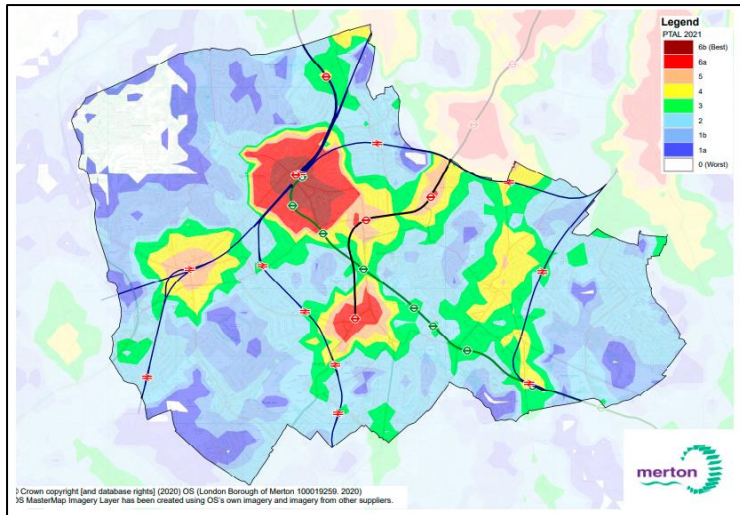 Legend
PTAL 2021
6b (Best)
6a
5
4
3
2
1b
1a
0 (Worst)
merton
Crown copyright [and database rights] (2020) OS (London Borough of Merton 100019259. 2020)
OS MasterMap Imagery Layer has been created using OS's own imagery and imagery from other suppliers.